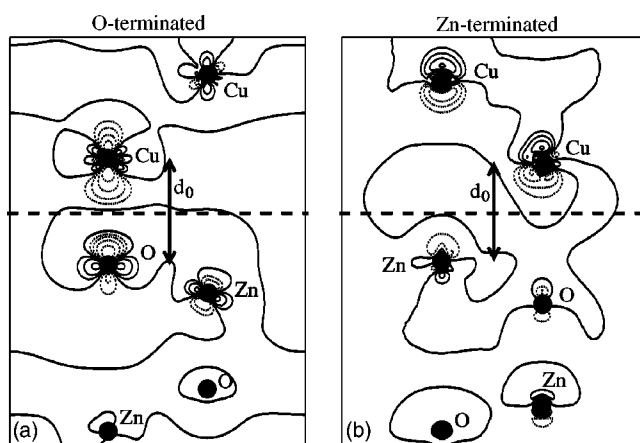 O-terminated
Zn-terminated
Cu
Cu
d₀
O
Zn
O
Zn
(a)
Cu
Cu
d₀
Zn
O
Zn
O
(b)